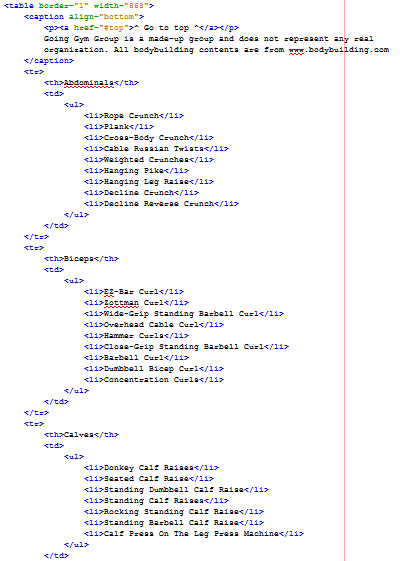 <table border="1" width="868">
<caption align="bottom">
<p><a href="#top">^ Go to top ^</a></p>
Going Gym Group is a made-up group and does not represent any real
organization. All bodybuilding contents are from www.bodybuilding.com
</caption>
<tr>
<th>Abdominals</th>
<td>
<ul>
<li>Rope Crunch</li>
<li>Plank</li>
<li>Cross-Body Crunch</li>
<li>Cable Russian Twists</li>
<li>Weighted Crunches</li>
<li>Hanging Pike</li>
<li>Hanging Leg Raise</li>
<li>Decline Crunch</li>
<li>Decline Reverse Crunch</li>
</ul>
</td>
</tr>
<tr>
<th>Biceps</th>
<td>
<ul>
<li>EZ-Bar Curl</li>
<li>Zottman Curl</li>
<li>Wide-Grip Standing Barbell Curl</li>
<li>Overhead Cable Curl</li>
<li>Hammer Curls</li>
<li>Close-Grip Standing Barbell Curl</li>
<li>Barbell Curl</li>
<li>Dumbbell Bicep Curl</li>
<li>Concentration Curls</li>
</ul>
</td>
</tr>
<tr>
<th>Calves</th>
<td>
<ul>
<li>Donkey Calf Raises</li>
<li>Seated Calf Raise</li>
<li>Standing Dumbbell Calf Raise</li>
<li>Standing Calf Raises</li>
<li>Rocking Standing Calf Raise</li>
<li>Standing Barbell Calf Raise</li>
<li>Calf Press On The Leg Press Machine</li>
</ul>
</td>